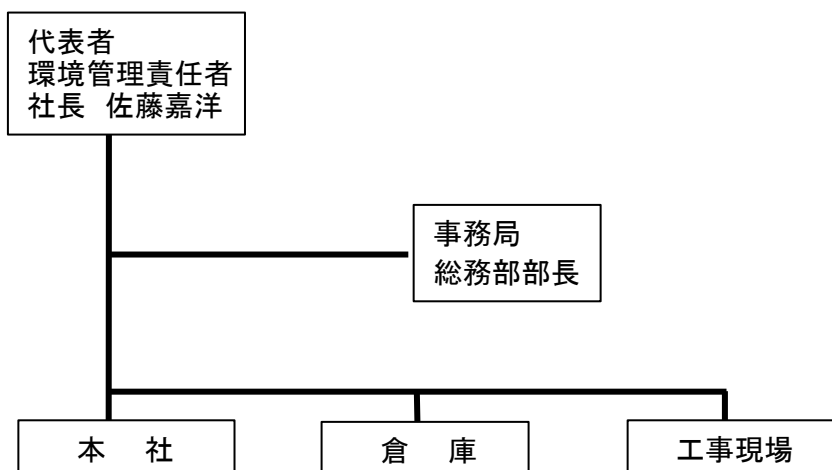 代表者
環境管理責任者
社長 佐藤嘉洋
事務局
総務部部長
本 社
倉 庫
工事現場